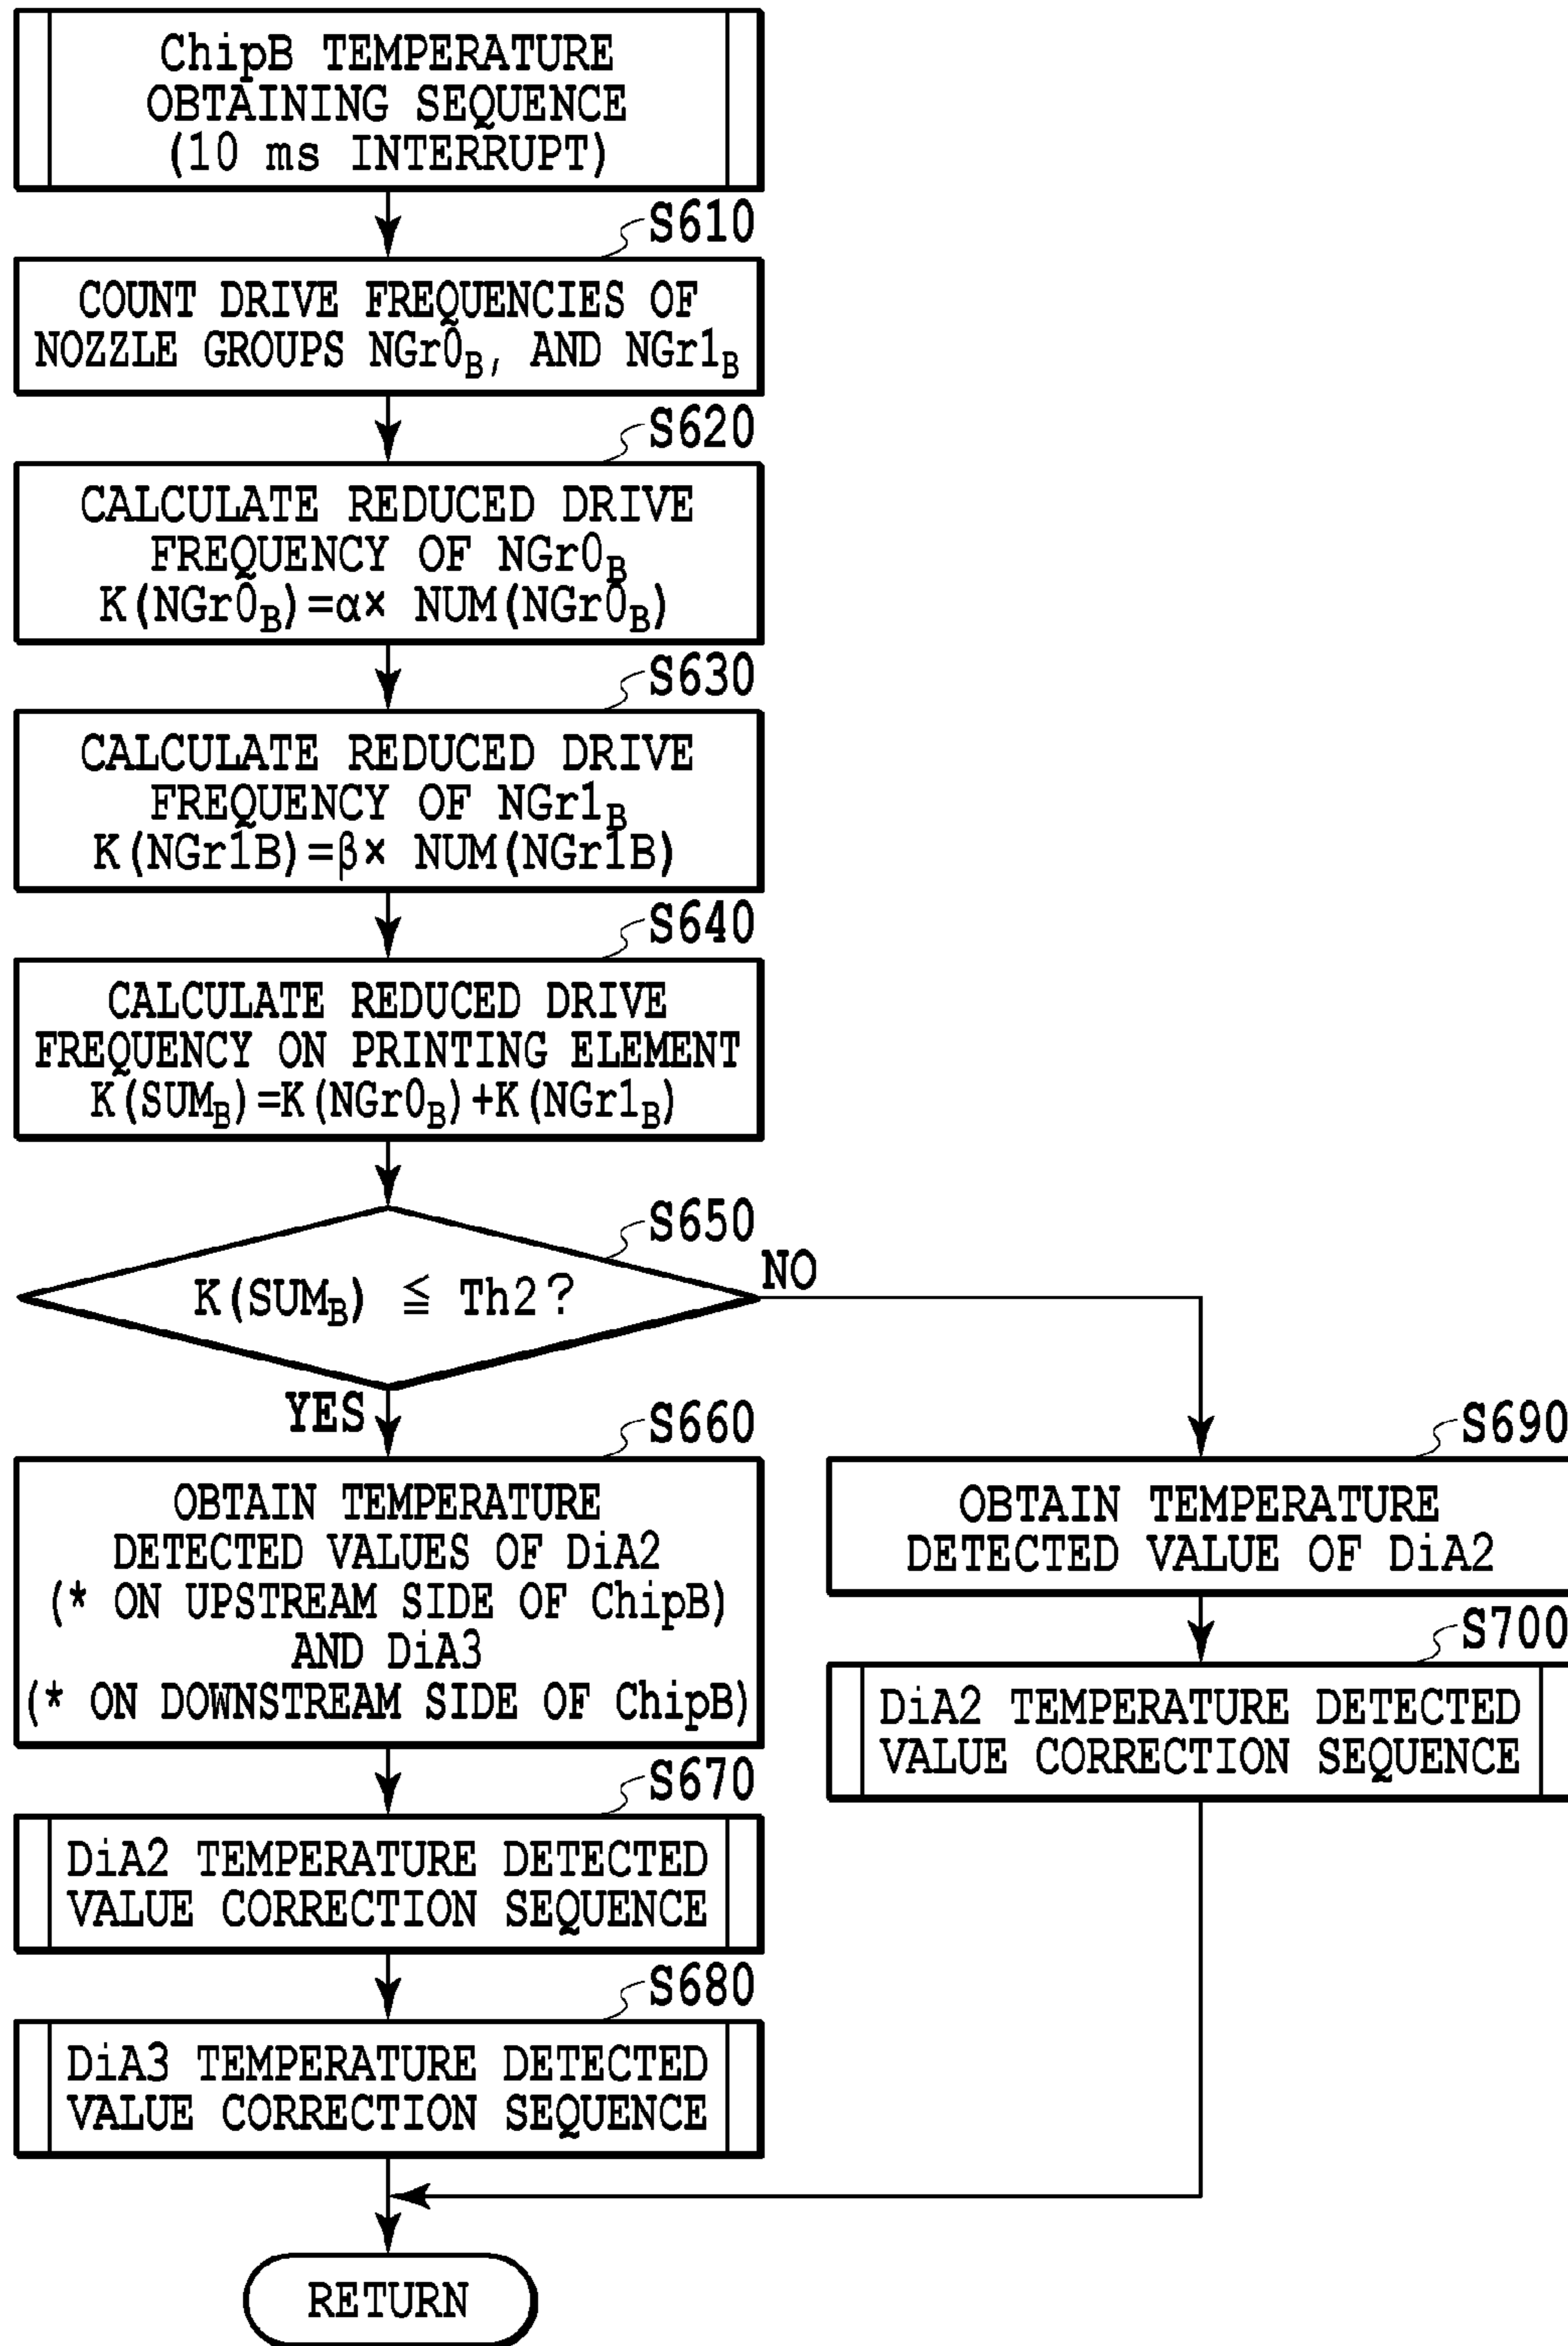 ChipB TEMPERATURE
OBTAINING SEQUENCE
(10 ms INTERRUPT)
S610
COUNT DRIVE FREQUENCIES OF
NOZZLE GROUPS NGr0B, AND NGr1B
S620
CALCULATE REDUCED DRIVE
FREQUENCY OF NGr0B
K(NGr0B)=α× NUM(NGr0B)
S630
CALCULATE REDUCED DRIVE
FREQUENCY OF NGr1B
K(NGr1B)=β× NUM(NGr1B)
S640
CALCULATE REDUCED DRIVE
FREQUENCY ON PRINTING ELEMENT
K(SUMB)=K(NGr0B)+K(NGr1B)
S650
K(SUMB) ≦ Th2?
NO
YES
S660
OBTAIN TEMPERATURE
DETECTED VALUES OF DiA2
(* ON UPSTREAM SIDE OF ChipB)
AND DiA3
(* ON DOWNSTREAM SIDE OF ChipB)
S670
DiA2 TEMPERATURE DETECTED
VALUE CORRECTION SEQUENCE
S680
DiA3 TEMPERATURE DETECTED
VALUE CORRECTION SEQUENCE
S690
OBTAIN TEMPERATURE
DETECTED VALUE OF DiA2
S700
DiA2 TEMPERATURE DETECTED
VALUE CORRECTION SEQUENCE
RETURN